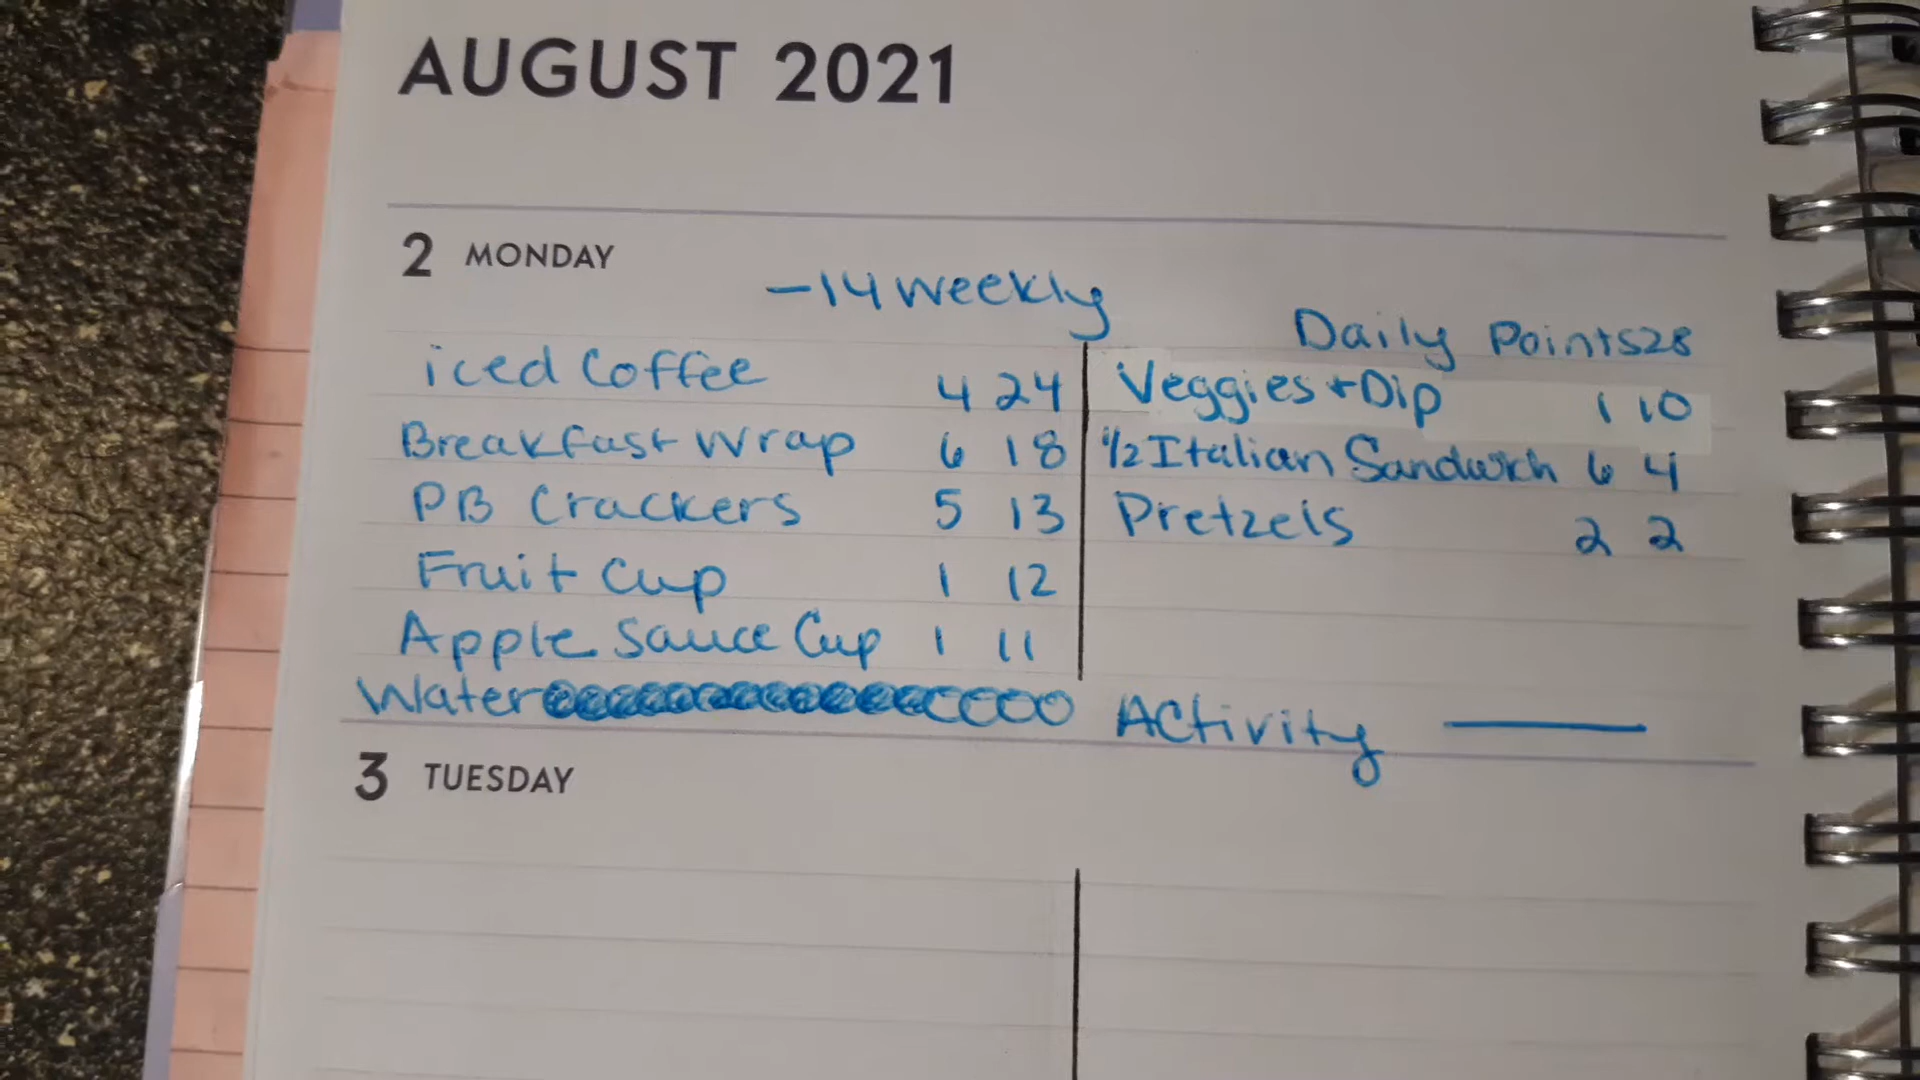 AUGUST 2021
2 MONDAY
-14 weekly
Daily Points 28
iced Coffee 4 24
Breakfast Wrap 6 18
PB Crackers 5 13
Fruit Cup 1 12
Apple Sauce Cup 1 11
Veggies + Dip 1 10
1/2 Italian Sandwich 6 4
Pretzels 2 2
Water
Activity
3 TUESDAY